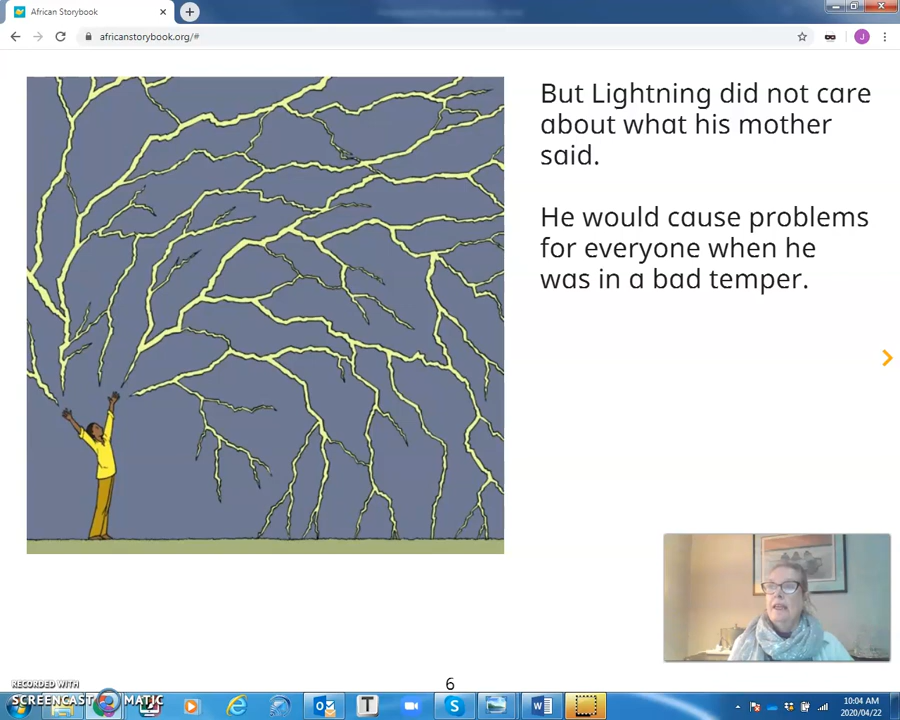 African Storybook
africanstorybook.org/#
J
But Lightning did not care
about what his mother
said.
He would cause problems
for everyone when he
was in a bad temper.
6
RECORDED WITH
SCREENCAST MATIC
10:04 AM
2020/04/22